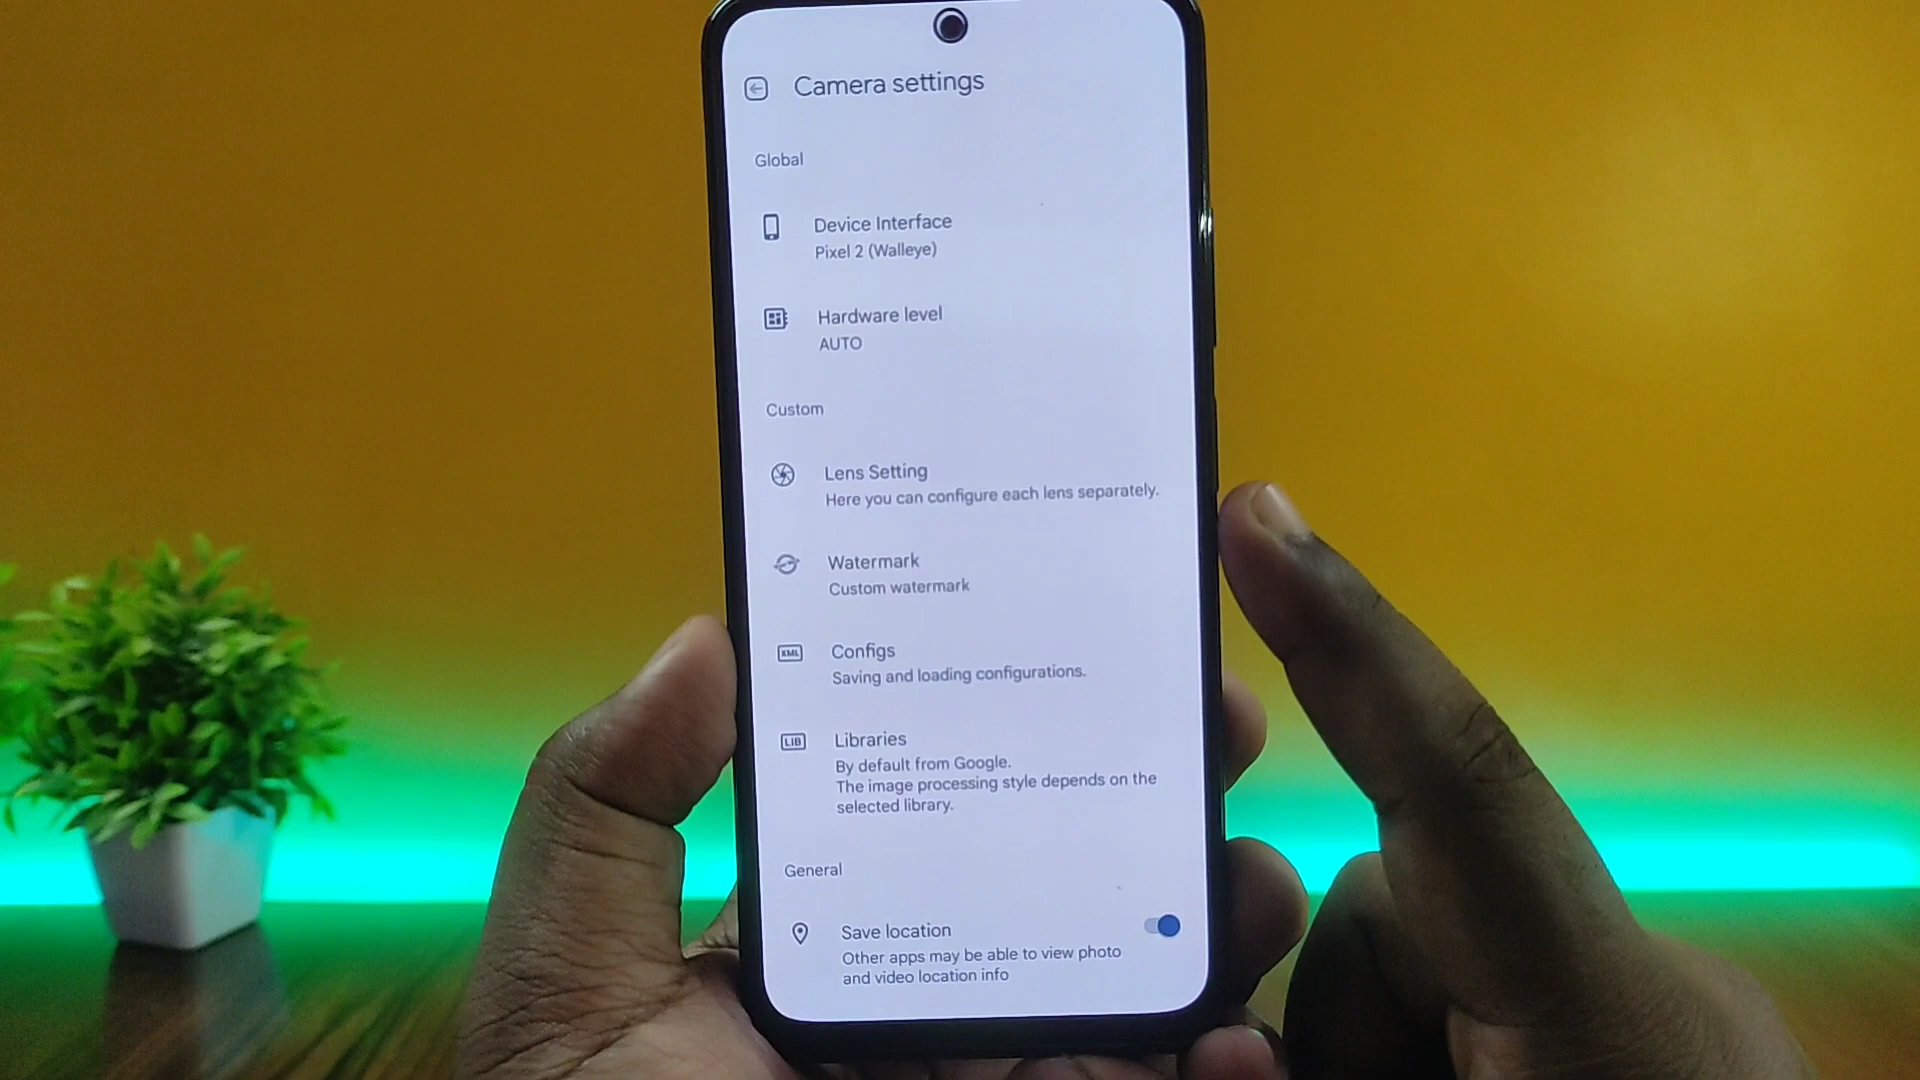 Camera settings
Global
Device Interface
Pixel 2 (Walleye)
Hardware level
AUTO
Custom
Lens Setting
Here you can configure each lens separately.
Watermark
Custom watermark
XML
Configs
Saving and loading configurations.
LIB
Libraries
By default from Google.
The image processing style depends on the
selected library.
General
Save location
Other apps may be able to view photo
and video location info